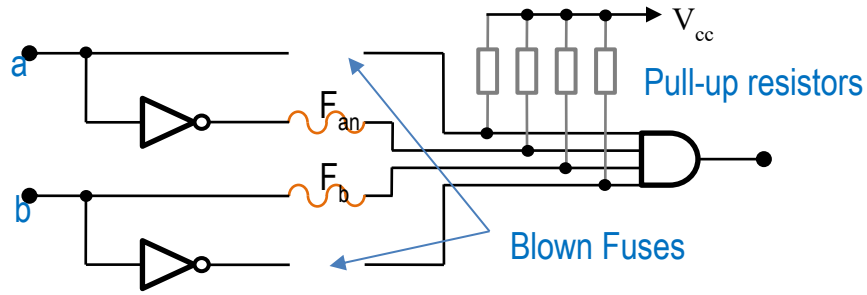 V cc
a
Pull-up resistors
F an
F b
b
Blown Fuses